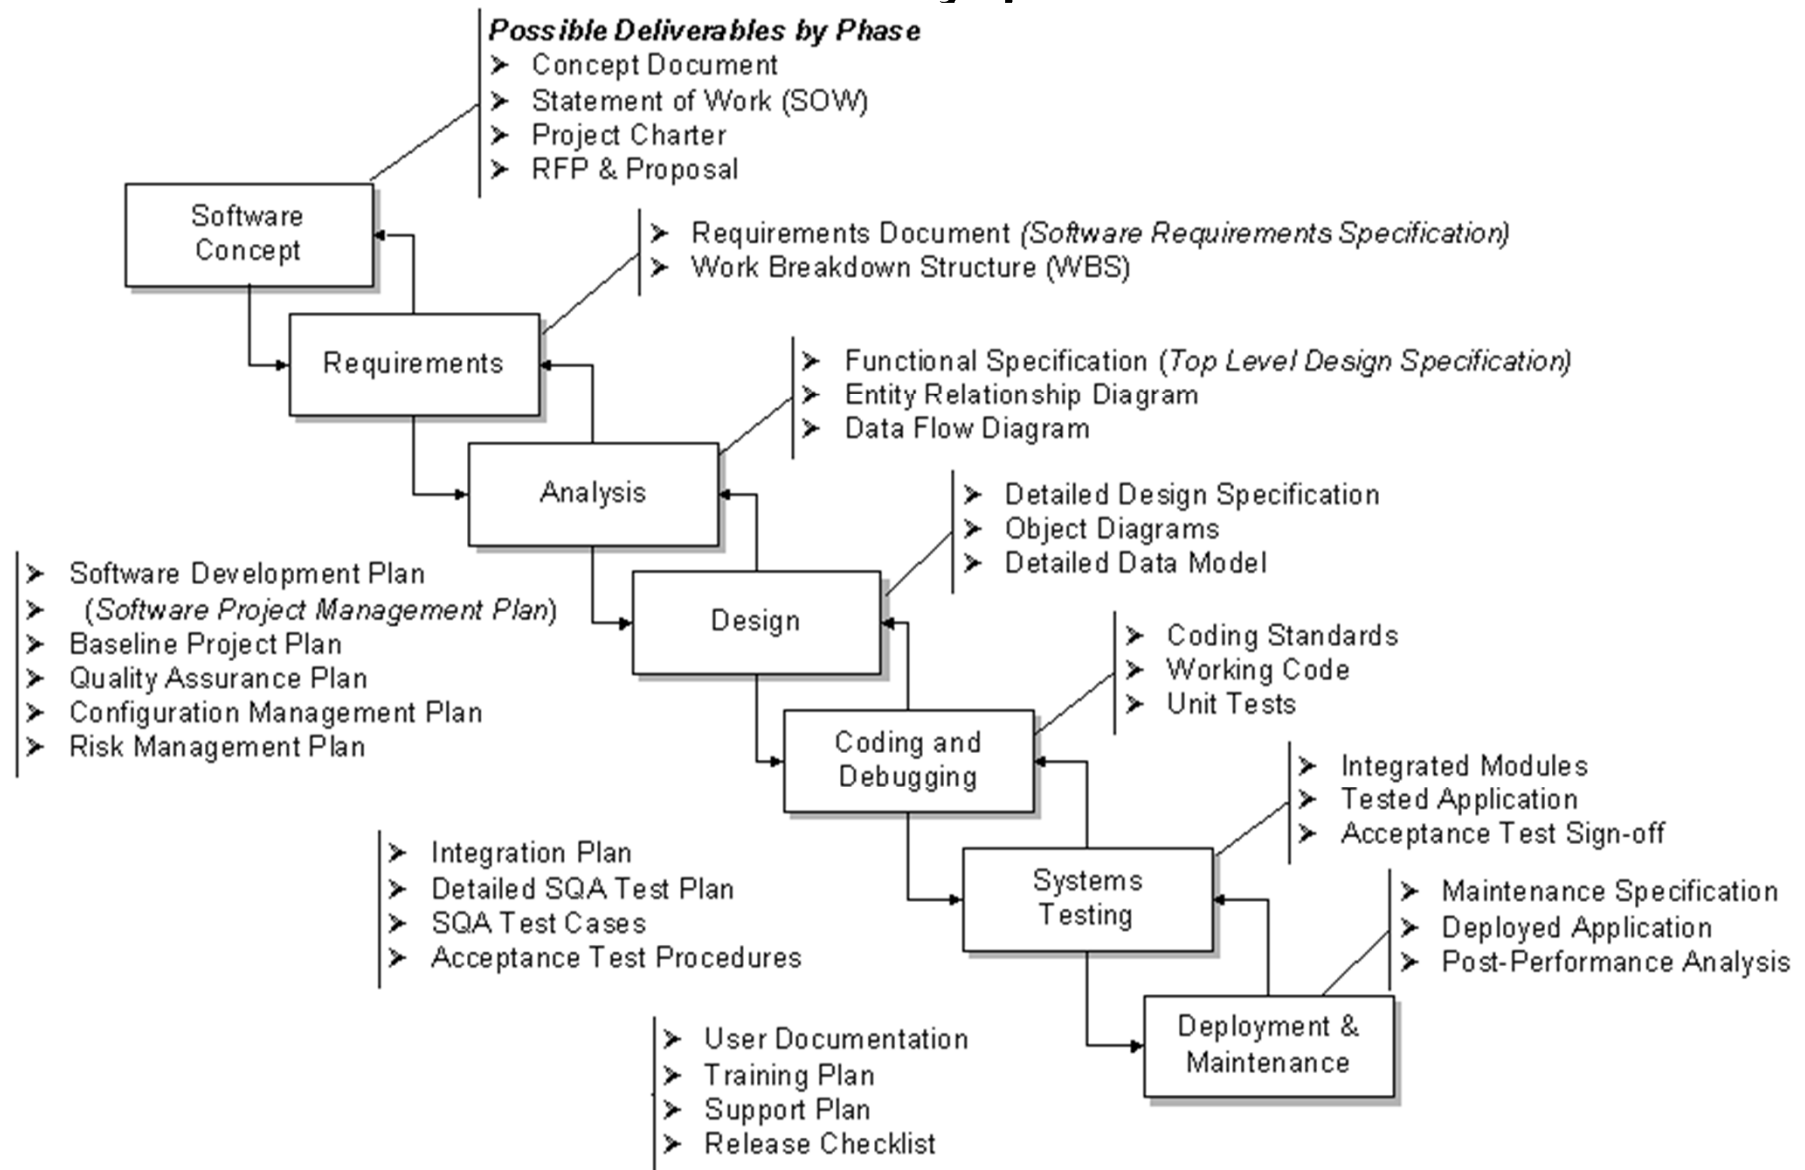 Possible Deliverables by Phase
Concept Document
Statement of Work (SOW)
Project Charter
RFP & Proposal
Software
Concept
Requirements Document (Software Requirements Specification)
Work Breakdown Structure (WBS)
Requirements
Functional Specification (Top Level Design Specification)
Entity Relationship Diagram
Data Flow Diagram
Analysis
Detailed Design Specification
Object Diagrams
Detailed Data Model
Software Development Plan
(Software Project Management Plan)
Baseline Project Plan
Quality Assurance Plan
Configuration Management Plan
Risk Management Plan
Design
Coding Standards
Working Code
Unit Tests
Coding and
Debugging
Integrated Modules
Tested Application
Acceptance Test Sign-off
Integration Plan
Detailed SQA Test Plan
SQA Test Cases
Acceptance Test Procedures
Systems
Testing
Maintenance Specification
Deployed Application
Post-Performance Analysis
Deployment &
Maintenance
User Documentation
Training Plan
Support Plan
Release Checklist